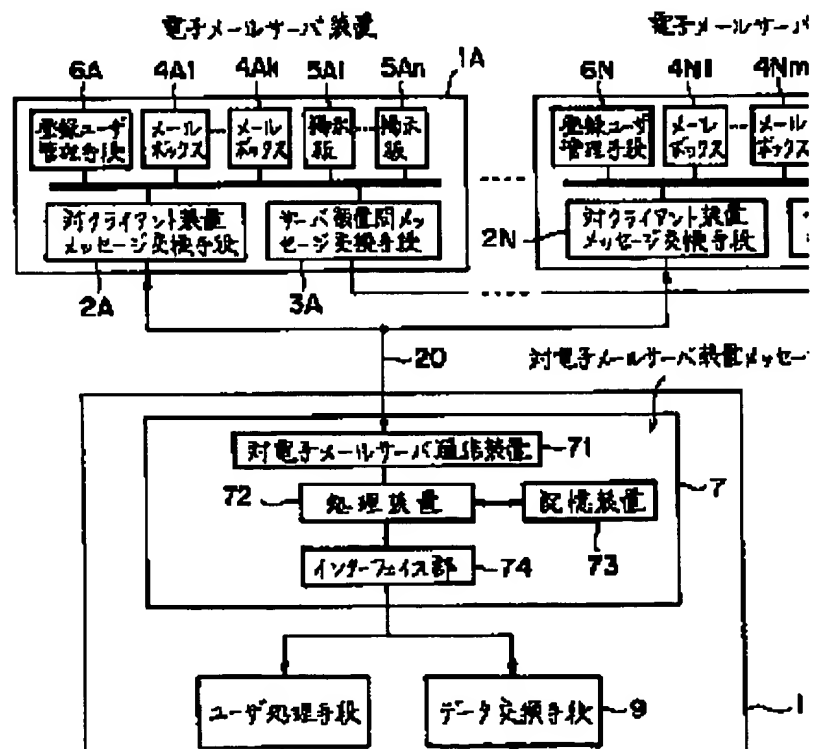 電子メールサーバ装置
電子メールサーバ
6A 4A1 4Ak 5A1 5An 1A
6N 4N1 4Nm
登録ユーザ
管理手段
メール
ボックス
メール
ボックス
掲示
板
掲示
板
登録ユーザ
管理手段
メール
ボックス
メール
ボックス
対クライアント装置
メッセージ交換手段
サーバ装置間メッ
セージ交換手段
対クライアント装置
メッセージ交換手段
2N
2A
3A
20
対電子メールサーバ装置メッセー
対電子メールサーバ通信装置
71
72
処理装置
記憶装置
7
インターフェイス部
74
73
ユーザ処理手段
データ交換手段
9
1